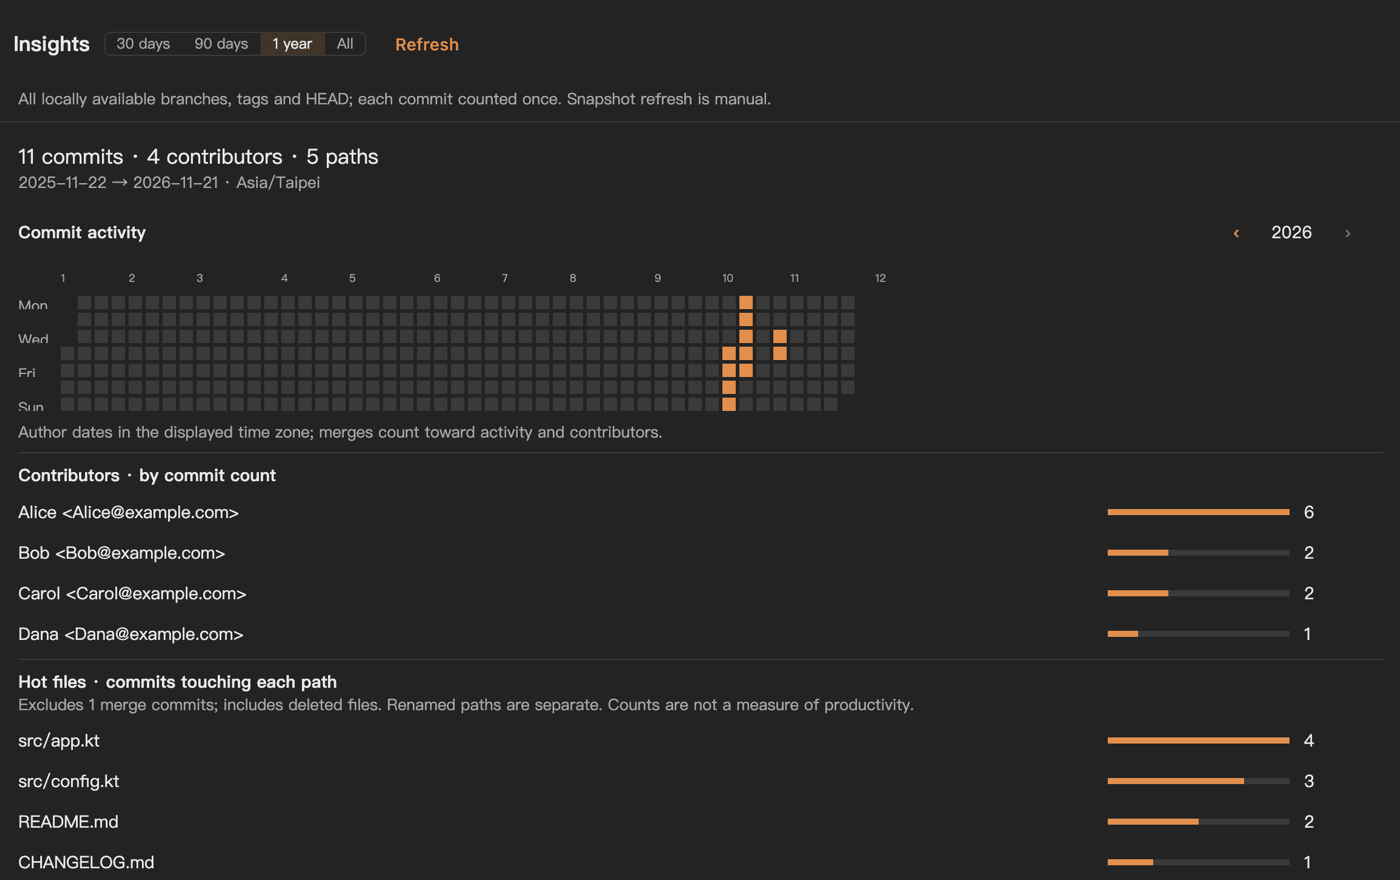 Insights 30 days 90 days 1 year All Refresh
All locally available branches, tags and HEAD; each commit counted once. Snapshot refresh is manual.
11 commits · 4 contributors · 5 paths
2025-11-22 → 2026-11-21 · Asia/Taipei
Commit activity ‹ 2026 ›
1 2 3 4 5 6 7 8 9 10 11 12
Mon
Wed
Fri
Sun
Author dates in the displayed time zone; merges count toward activity and contributors.
Contributors · by commit count
Alice <Alice@example.com> 6
Bob <Bob@example.com> 2
Carol <Carol@example.com> 2
Dana <Dana@example.com> 1
Hot files · commits touching each path
Excludes 1 merge commits; includes deleted files. Renamed paths are separate. Counts are not a measure of productivity.
src/app.kt 4
src/config.kt 3
README.md 2
CHANGELOG.md 1